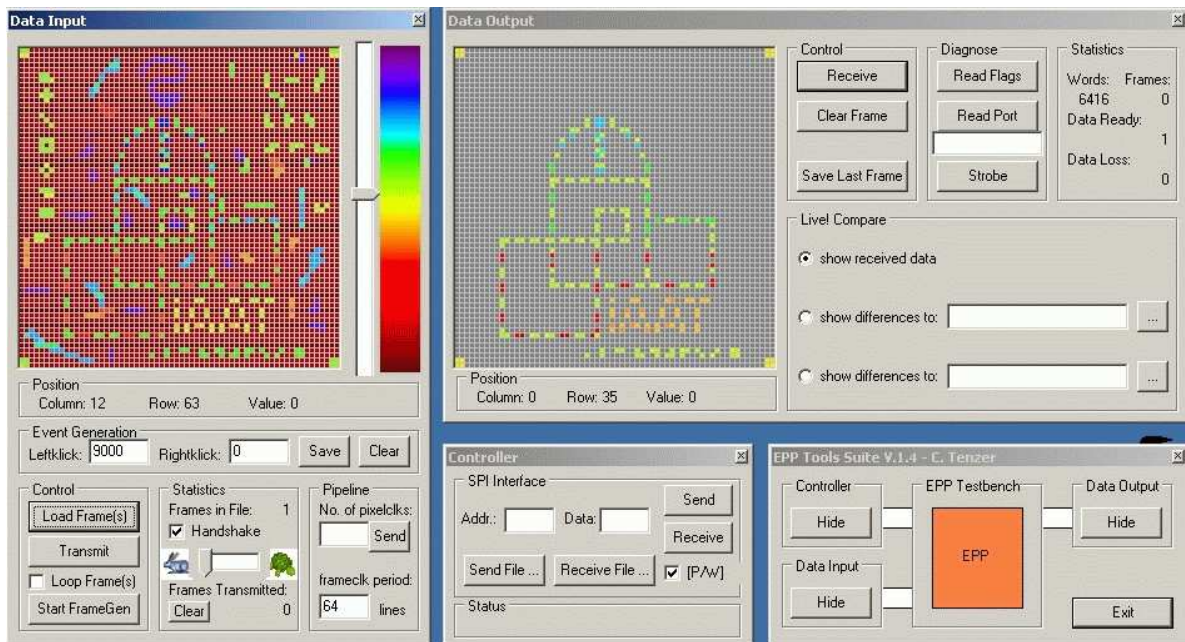 Data Input
Position
Column: 12 Row: 63 Value: 0
Event Generation
Leftklick: 9000 Rightklick: 0 Save Clear
Control
Load Frame(s)
Transmit
Loop Frame(s)
Start FrameGen
Statistics
Frames in File: 1
Handshake
Frames Transmitted:
Clear 0
Pipeline
No. of pixelclks:
Send
frameclk period:
64 lines
Data Output
Position
Column: 0 Row: 35 Value: 0
Control
Receive
Clear Frame
Save Last Frame
Diagnose
Read Flags
Read Port
Strobe
Statistics
Words: Frames:
6416 0
Data Ready:
1
Data Loss:
0
Live! Compare
show received data
show differences to: ...
show differences to: ...
Controller
SPI Interface
Addr.: Data: Send
Receive
Send File ... Receive File ... [P/W]
Status
EPP Tools Suite V.1.4 - C. Tenzer
Controller
Hide
Data Input
Hide
EPP Testbench
EPP
Data Output
Hide
Exit